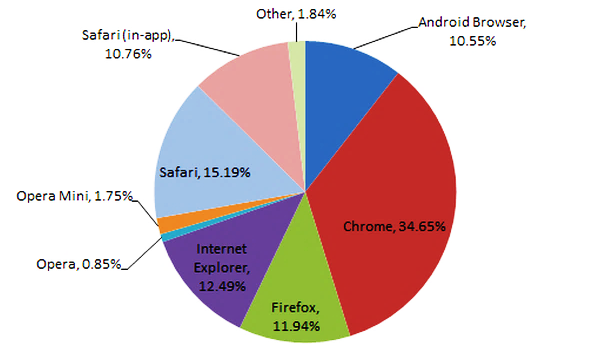 Other, 1.84%
Android Browser,
10.55%
Safari (in-app),
10.76%
Safari, 15.19%
Opera Mini, 1.75%
Chrome, 34.65%
Opera, 0.85%
Internet
Explorer,
12.49%
Firefox,
11.94%